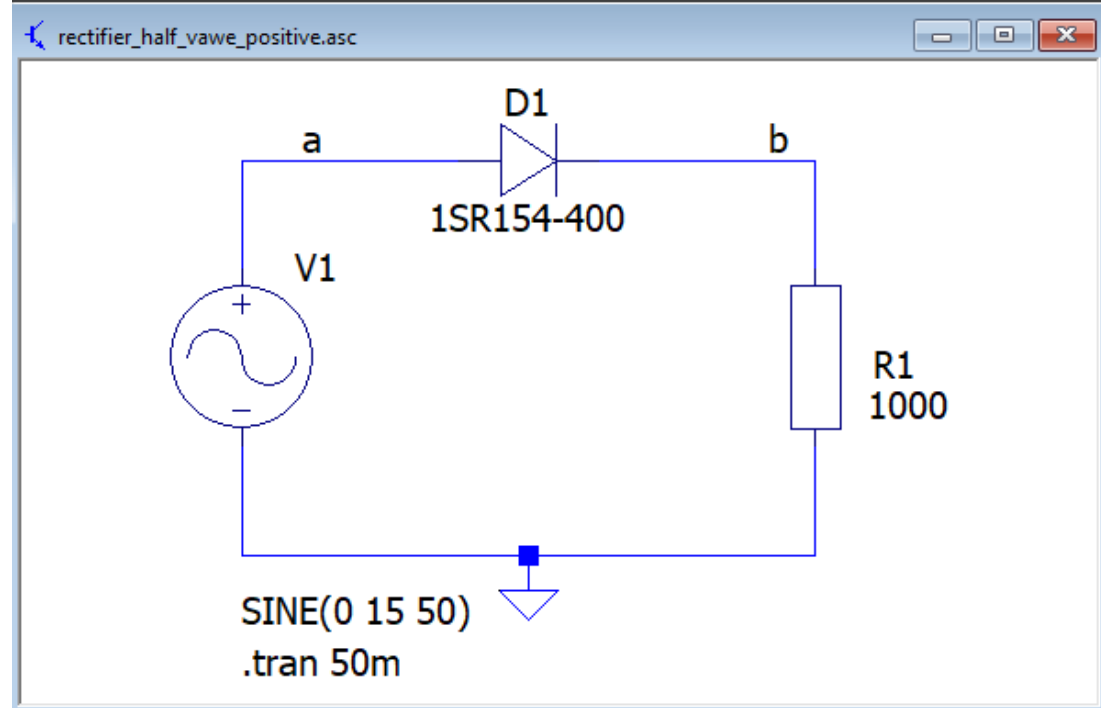 rectifier_half_vawe_positive.asc
D1
a
b
1SR154-400
V1
R1
1000
SINE(0 15 50)
.tran 50m